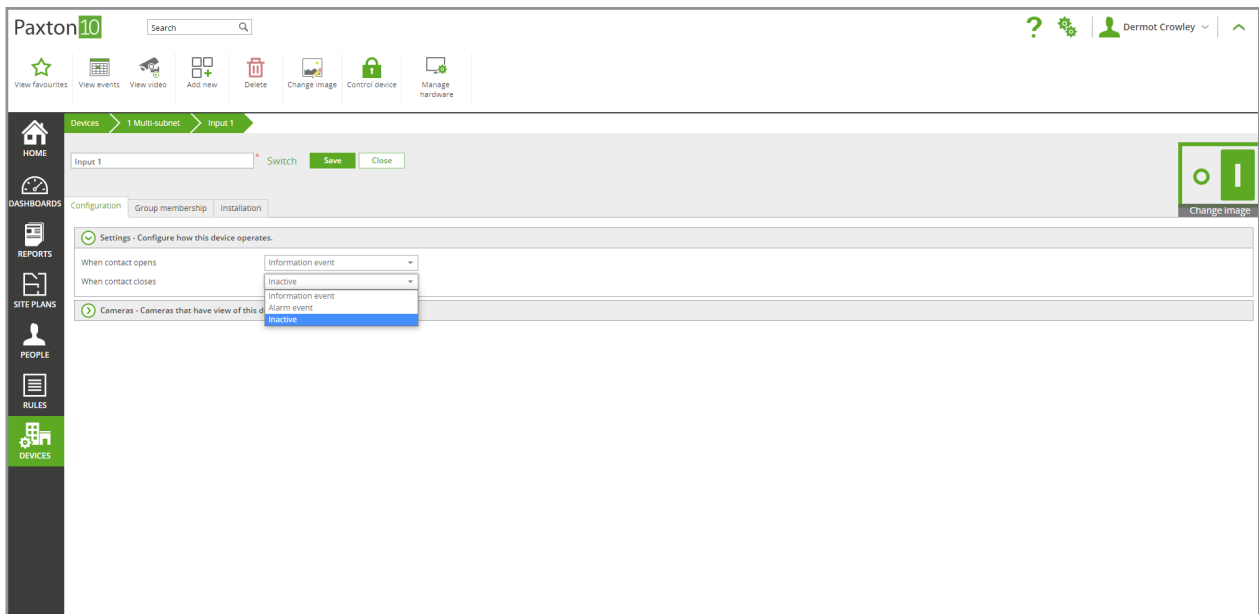 Paxton10
Search
Dermot Crowley
View favourites
View events
View video
Add new
Delete
Change image
Control device
Manage hardware
Devices
1 Multi-subnet
Input 1
HOME
DASHBOARDS
REPORTS
SITE PLANS
PEOPLE
RULES
DEVICES
Input 1 * Switch Save Close
Change image
Configuration Group membership Installation
Settings - Configure how this device operates.
When contact opens Information event
When contact closes Inactive
Information event
Alarm event
Inactive
Cameras - Cameras that have view of this d